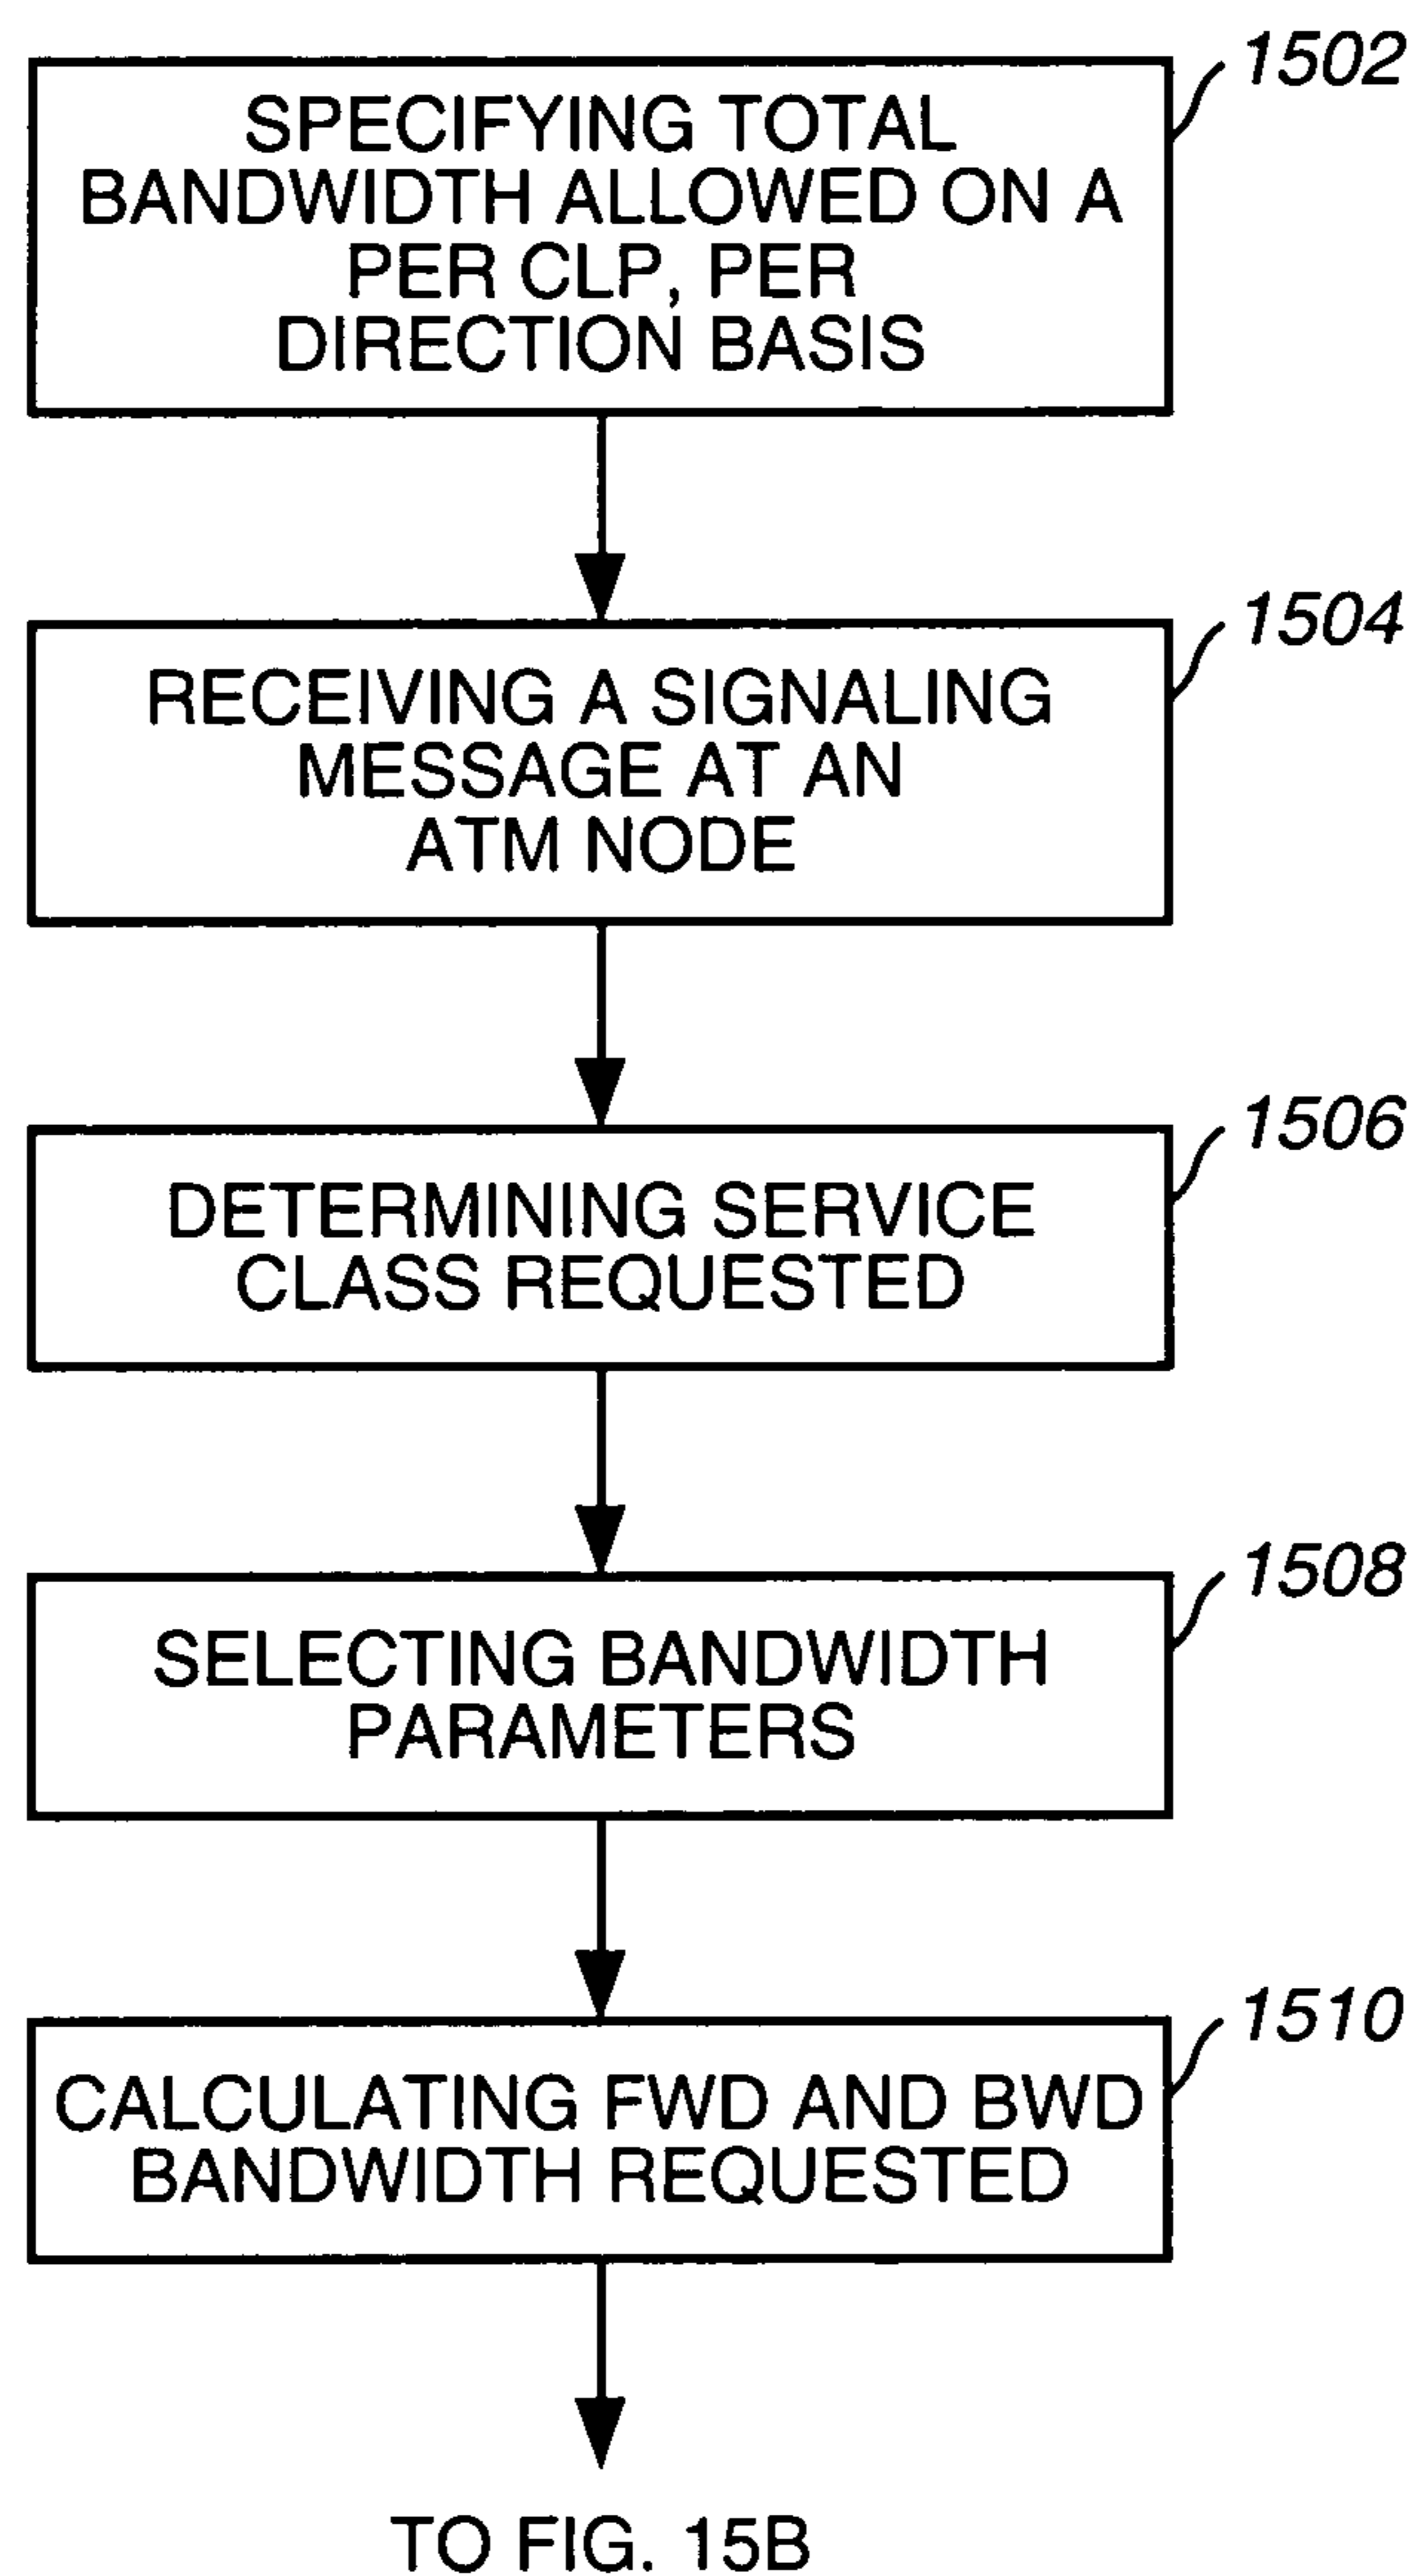 1502
SPECIFYING TOTAL
BANDWIDTH ALLOWED ON A
PER CLP, PER
DIRECTION BASIS
1504
RECEIVING A SIGNALING
MESSAGE AT AN
ATM NODE
1506
DETERMINING SERVICE
CLASS REQUESTED
1508
SELECTING BANDWIDTH
PARAMETERS
1510
CALCULATING FWD AND BWD
BANDWIDTH REQUESTED
TO FIG. 15B